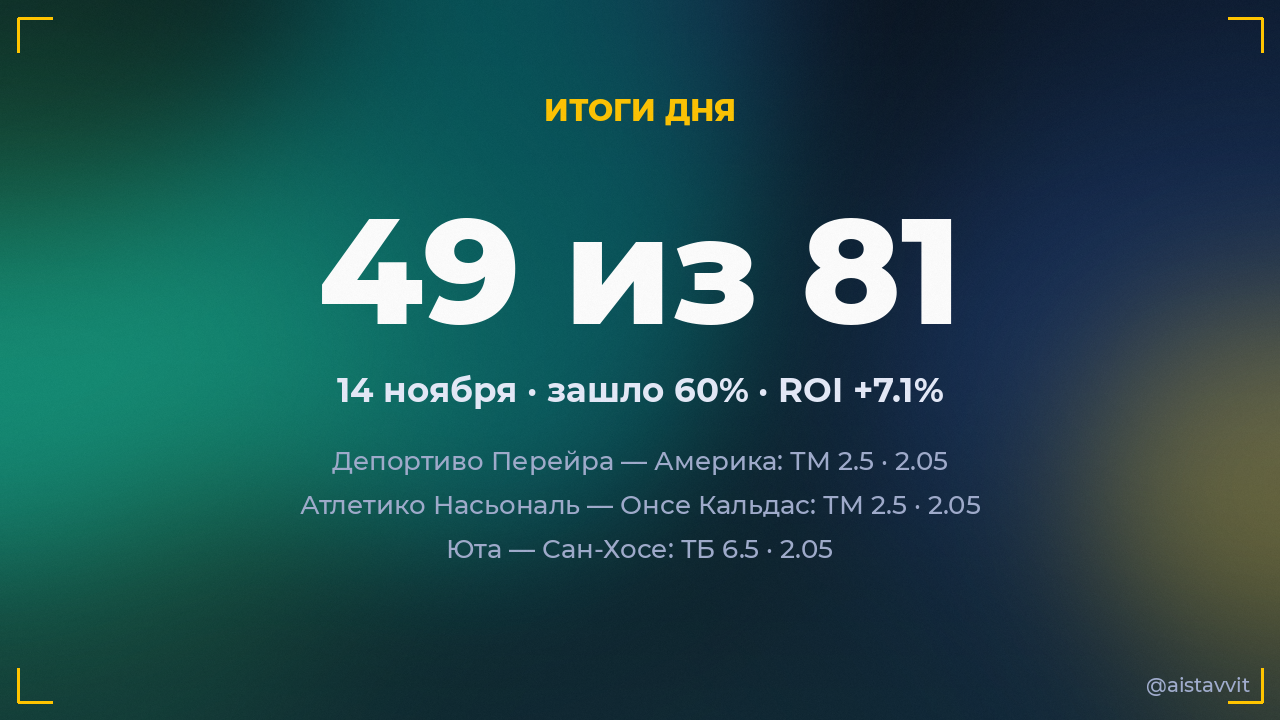 ИТОГИ ДНЯ
49 из 81
14 ноября · зашло 60% · ROI +7.1%
Депортиво Перейра — Америка: ТМ 2.5 · 2.05
Атлетико Насьональ — Онсе Кальдас: ТМ 2.5 · 2.05
Юта — Сан-Хосе: ТБ 6.5 · 2.05
@aistavvit